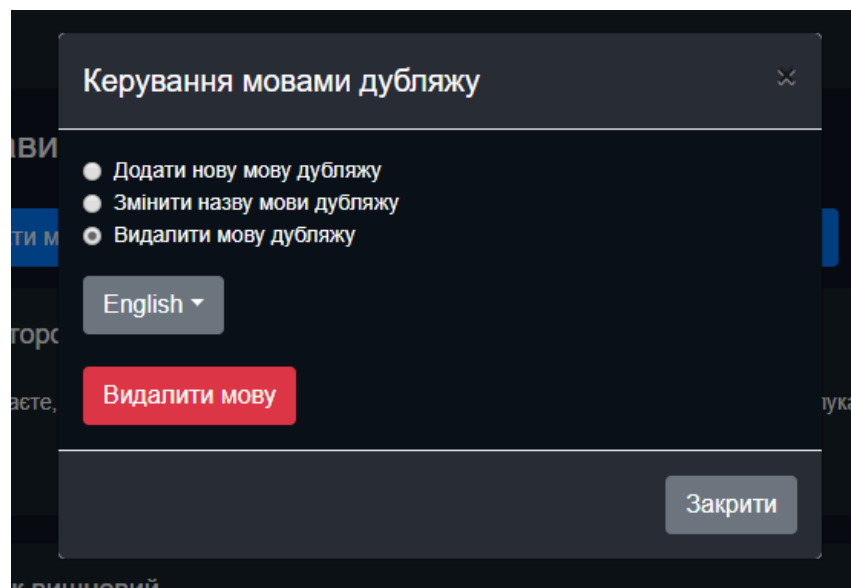 Керування мовами дубляжу
Додати нову мову дубляжу
Змінити назву мови дубляжу
Видалити мову дубляжу
English
Видалити мову
Закрити